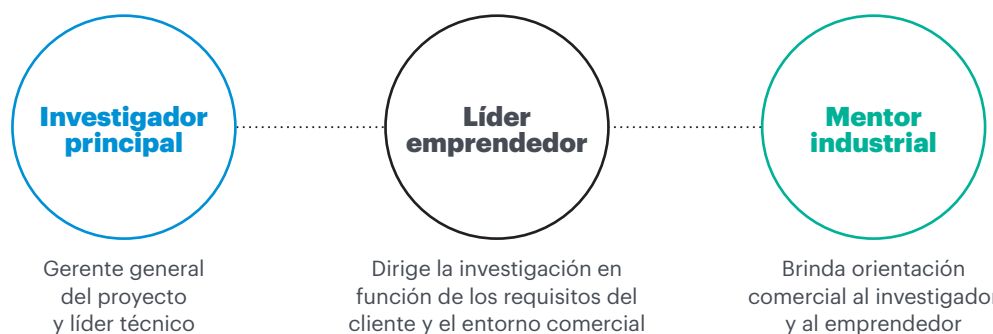 Investigador
principal
Gerente general
del proyecto
y líder técnico
Líder
emprendedor
Dirige la investigación en
función de los requisitos del
cliente y el entorno comercial
Mentor
industrial
Brinda orientación
comercial al investigador
y al emprendedor